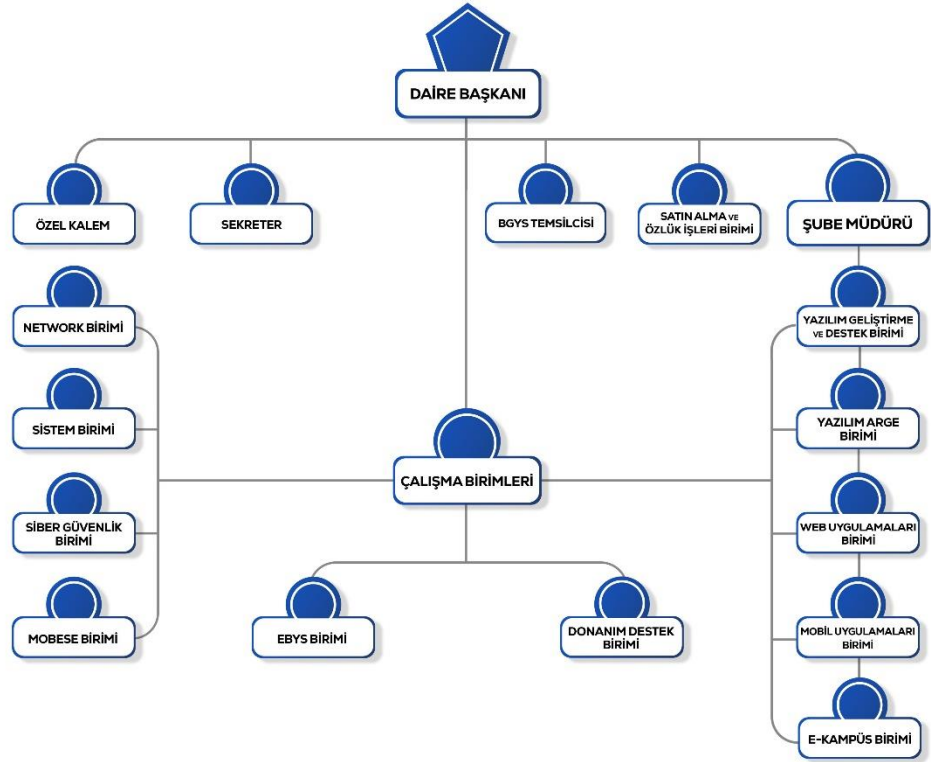 DAİRE BAŞKANI
ÖZEL KALEM
SEKRETER
BGYS TEMSİLCİSİ
SATIN ALMA VE
ÖZLÜK İŞLERİ BİRİMİ
ŞUBE MÜDÜRÜ
NETWORK BİRİMİ
YAZILIM GELİŞTİRME
VE DESTEK BİRİMİ
SİSTEM BİRİMİ
YAZILIM ARGE
BİRİMİ
ÇALIŞMA BİRİMLERİ
SİBER GÜVENLİK
BİRİMİ
WEB UYGULAMALARI
BİRİMİ
MOBESE BİRİMİ
EBYS BİRİMİ
DONANIM DESTEK
BİRİMİ
MOBİL UYGULAMALARI
BİRİMİ
E-KAMPÜS BİRİMİ